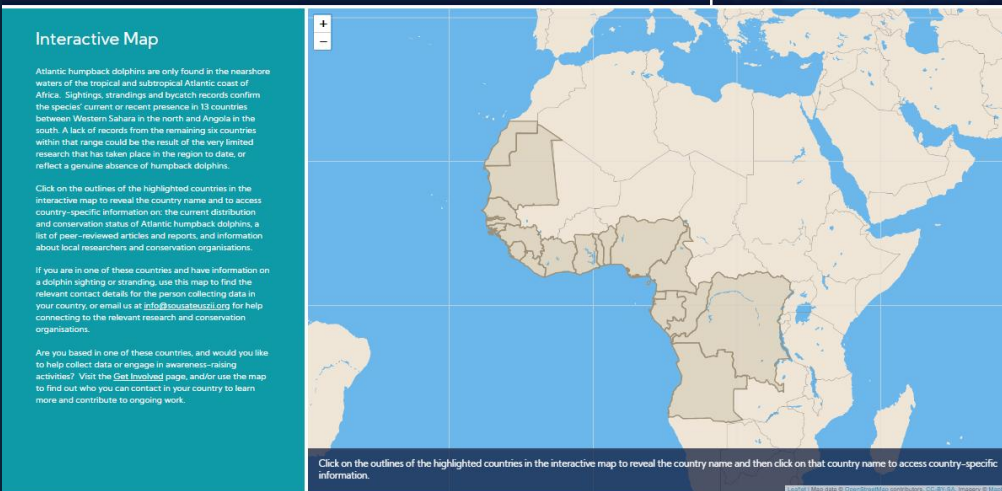 Interactive Map
Atlantic humpback dolphins are only found in the nearshore
waters of the tropical and subtropical Atlantic coast of
Africa. Sightings, strandings and bycatch records confirm
the species' current or recent presence in 13 countries
between Western Sahara in the north and Angola in the
south. A lack of records from the remaining six countries
within that range could be the result of the very limited
research that has taken place in the region to date, or
reflect a genuine absence of humpback dolphins.
Click on the outlines of the highlighted countries in the
interactive map to reveal the country name and to access
country-specific information on: the current distribution
and conservation status of Atlantic humpback dolphins, a
list of peer-reviewed articles and reports, and information
about local researchers and conservation organisations.
If you are in one of these countries and have information on
a dolphin sighting or stranding, use this map to find the
relevant contact details for the person collecting data in
your country, or email us at info@sousateuszii.org for help
connecting to the relevant research and conservation
organisations.
Are you based in one of these countries, and would you like
to help collect data or engage in awareness-raising
activities? Visit the Get Involved page, and/or use the map
to find out who you can contact in your country to learn
more and contribute to ongoing work.
+
−
Click on the outlines of the highlighted countries in the interactive map to reveal the country name and then click on that country name to access country-specific
information.
Leaflet | Map data © OpenStreetMap contributors, CC-BY-SA, Imagery ©